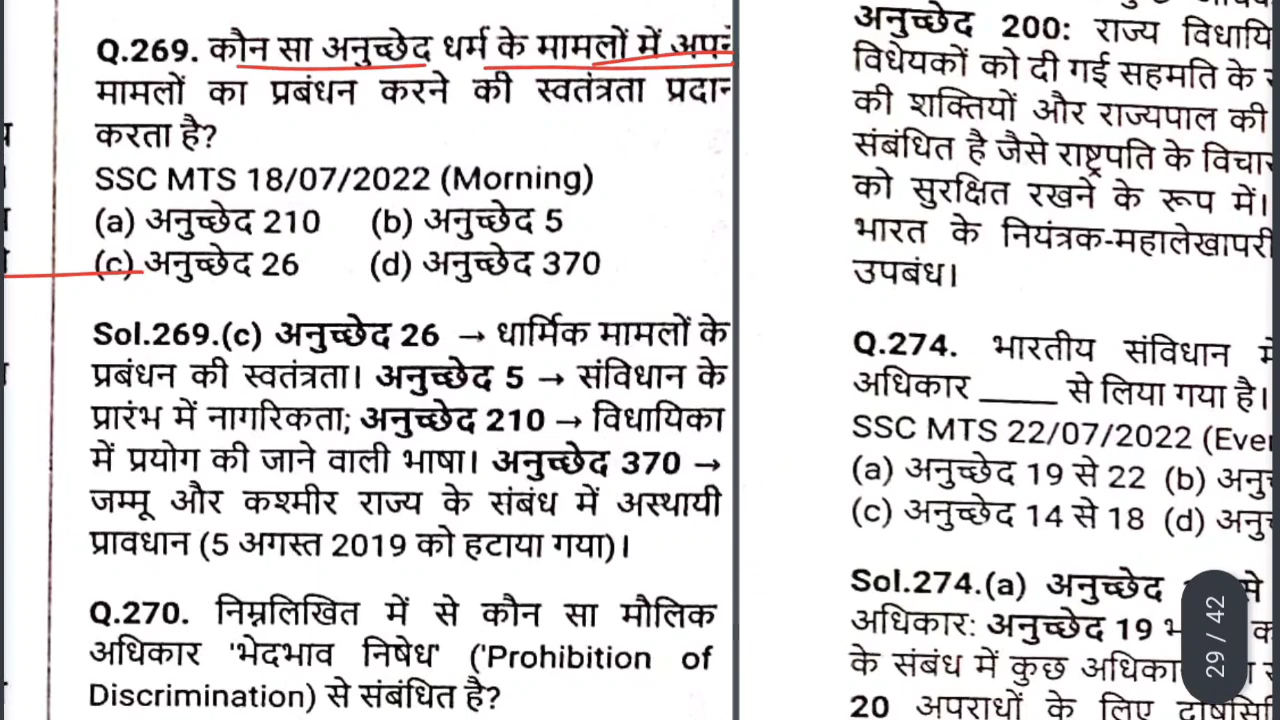 Q.269. कौन सा अनुच्छेद धर्म के मामलों में
मामलों का प्रबंधन करने की स्वतंत्रता
करता है?
SSC MTS 18/07/2022 (Morning)
(a) अनुच्छेद 210 (b) अनुच्छेद 5
(c) अनुच्छेद 26 (d) अनुच्छेद 370
Sol.269.(c) अनुच्छेद 26 → धार्मिक मामलों के
प्रबंधन की स्वतंत्रता। अनुच्छेद 5 → संविधान के
प्रारंभ में नागरिकता; अनुच्छेद 210 → विधायिका
में प्रयोग की जाने वाली भाषा। अनुच्छेद 370 →
जम्मू और कश्मीर राज्य के संबंध में अस्थायी
प्रावधान (5 अगस्त 2019 को हटाया गया)।
Q.270. निम्नलिखित में से कौन सा मौलिक
अधिकार 'भेदभाव निषेध' ('Prohibition of
Discrimination) से संबंधित है?
अनुच्छेद 200: राज्य
विधेयकों को दी गई सहमति के
की शक्तियों और राज्यपाल की
संबंधित है जैसे राष्ट्रपति के
को सुरक्षित रखने के रूप में।
भारत के
उपबंध।
Q.274. भारतीय संविधान
अधिकार _____ से लिया गया है।
SSC MTS 22/07/2022
(a) अनुच्छेद 19 से 22 (b)
(c) अनुच्छेद 14 से 18 (d)
Sol.274.(a) अनुच्छेद से
अधिकार: अनुच्छेद 19
के संबंध में कुछ
20 अपराधों के लिए
29 / 42